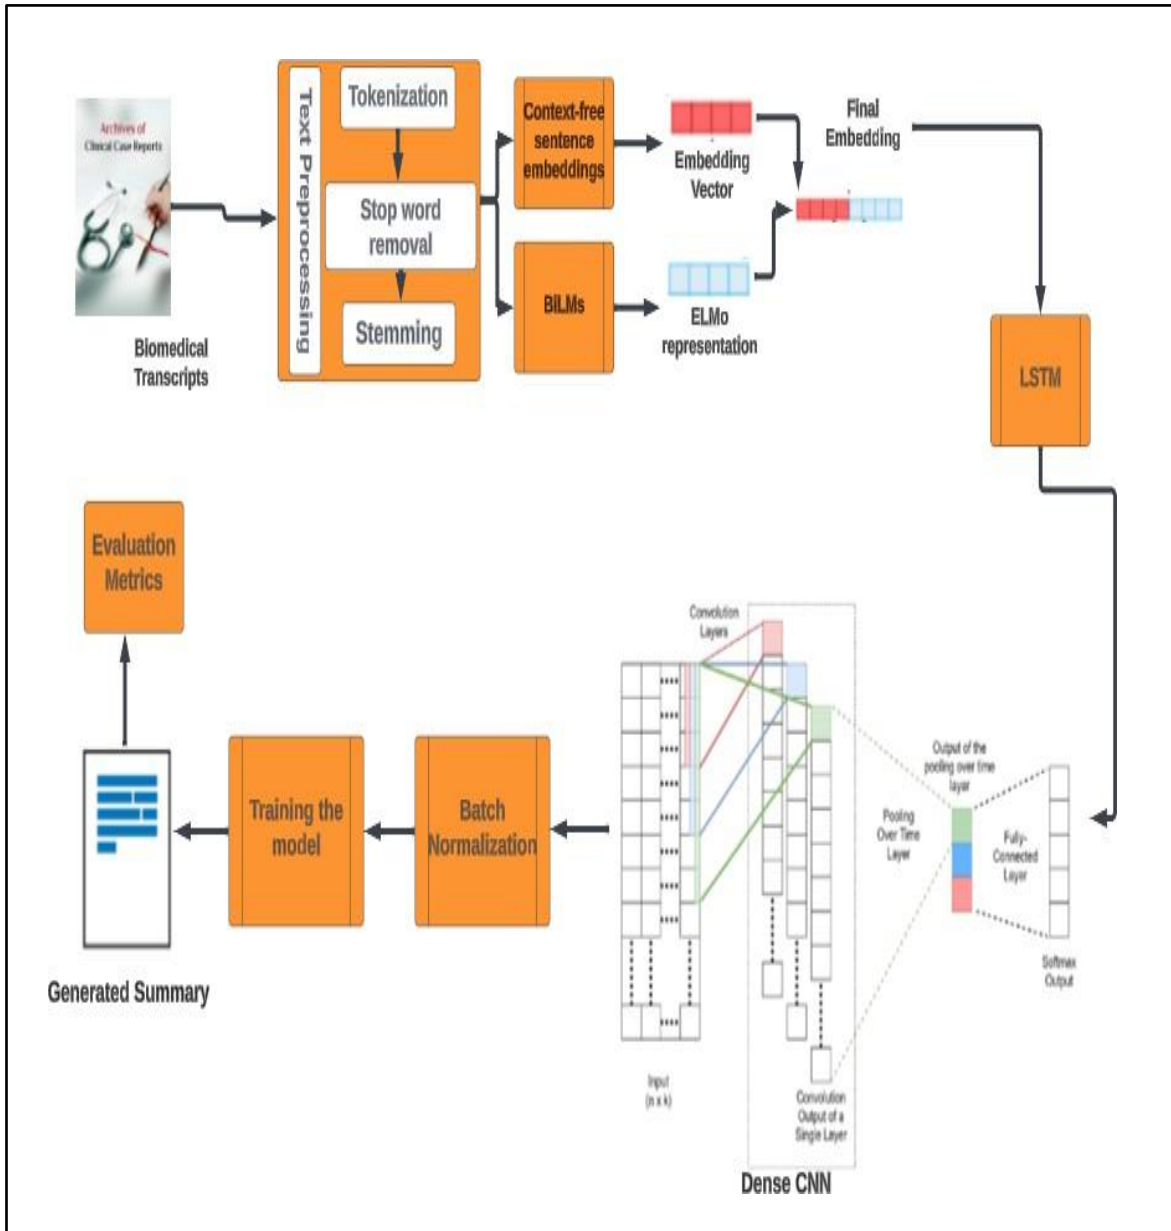 Archives of
Clinical Case Reports
Biomedical
Transcripts
Text Preprocessing
Tokenization
Stop word
removal
Stemming
Context-free
sentence
embeddings
BiLMs
Embedding
Vector
ELMo
representation
Final
Embedding
LSTM
Evaluation
Metrics
Generated Summary
Training the
model
Batch
Normalization
Convolution
Layers
Input
(n x k)
Convolution
Output of a
Single Layer
Dense CNN
Pooling
Over Time
Layer
Output of the
pooling over time
layer
Fully-
Connected
Layer
Softmax
Output